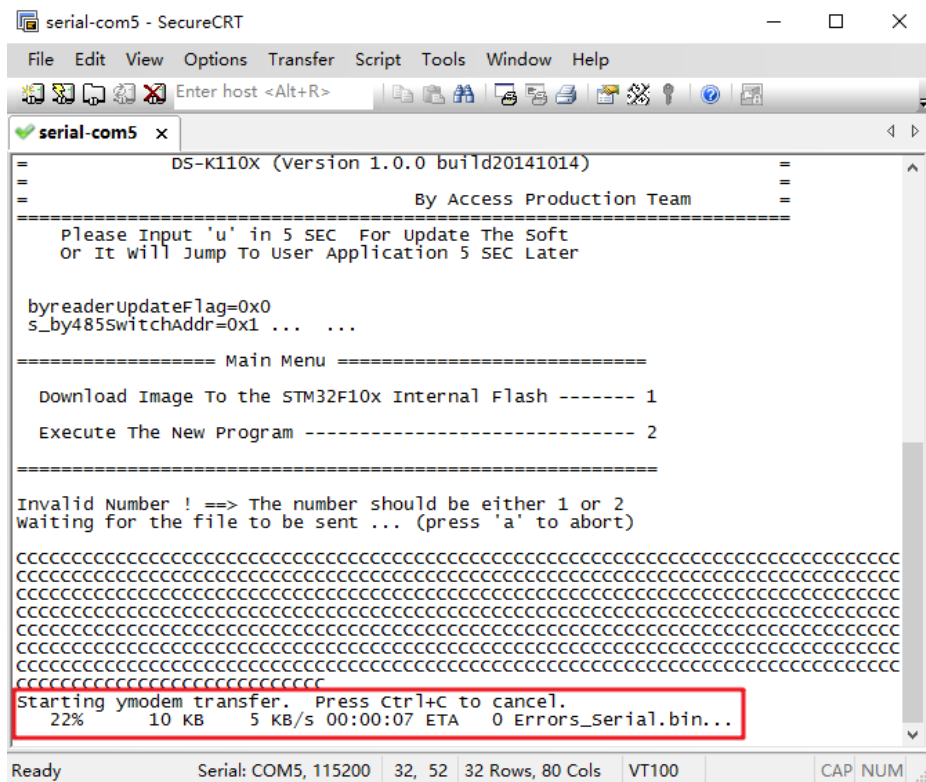 serial-com5 - SecureCRT
File Edit View Options Transfer Script Tools Window Help
Enter host <Alt+R>
serial-com5 x
= DS-K110X (Version 1.0.0 build20141014) =
= =
= By Access Production Team =
======================================================================
Please Input 'u' in 5 SEC For Update The Soft
Or It Will Jump To User Application 5 SEC Later
byreaderUpdateFlag=0x0
s_by485SwitchAddr=0x1 ... ...
================== Main Menu ============================
Download Image To the STM32F10x Internal Flash ------- 1
Execute The New Program ------------------------------ 2
==========================================================
Invalid Number ! ==> The number should be either 1 or 2
Waiting for the file to be sent ... (press 'a' to abort)
CCCCCCCCCCCCCCCCCCCCCCCCCCCCCCCCCCCCCCCCCCCCCCCCCCCCCCCCCCCCCCCCCCCCCCCCCCCCCCCC
CCCCCCCCCCCCCCCCCCCCCCCCCCCCCCCCCCCCCCCCCCCCCCCCCCCCCCCCCCCCCCCCCCCCCCCCCCCCCCCC
CCCCCCCCCCCCCCCCCCCCCCCCCCCCCCCCCCCCCCCCCCCCCCCCCCCCCCCCCCCCCCCCCCCCCCCCCCCCCCCC
CCCCCCCCCCCCCCCCCCCCCCCCCCCCCCCCCCCCCCCCCCCCCCCCCCCCCCCCCCCCCCCCCCCCCCCCCCCCCCCC
CCCCCCCCCCCCCCCCCCCCCCCCCCCCCCCCCCCCCCCCCCCCCCCCCCCCCCCCCCCCCCCCCCCCCCCCCCCCCCCC
CCCCCCCCCCCCCCCCCCCCCCCCCCCCCCCCCCCCCCCCCCCCCCCCCCCCCCCCCCCCCCCCCCCCCCCCCCCCCCCC
CCCCCCCCCCCCCCCCCCCCCCCCCCCCCCCCCCCCCCCCCCCCCCCCCCCCCCCCCCCCCCCCCCCCCCCCCCCCCCCC
CCCCCCCCCCCCCCCCCCCCCCCCCCCC
Starting ymodem transfer. Press Ctrl+C to cancel.
22% 10 KB 5 KB/s 00:00:07 ETA 0 Errors_Serial.bin...
Ready Serial: COM5, 115200 32, 52 32 Rows, 80 Cols VT100 CAP NUM